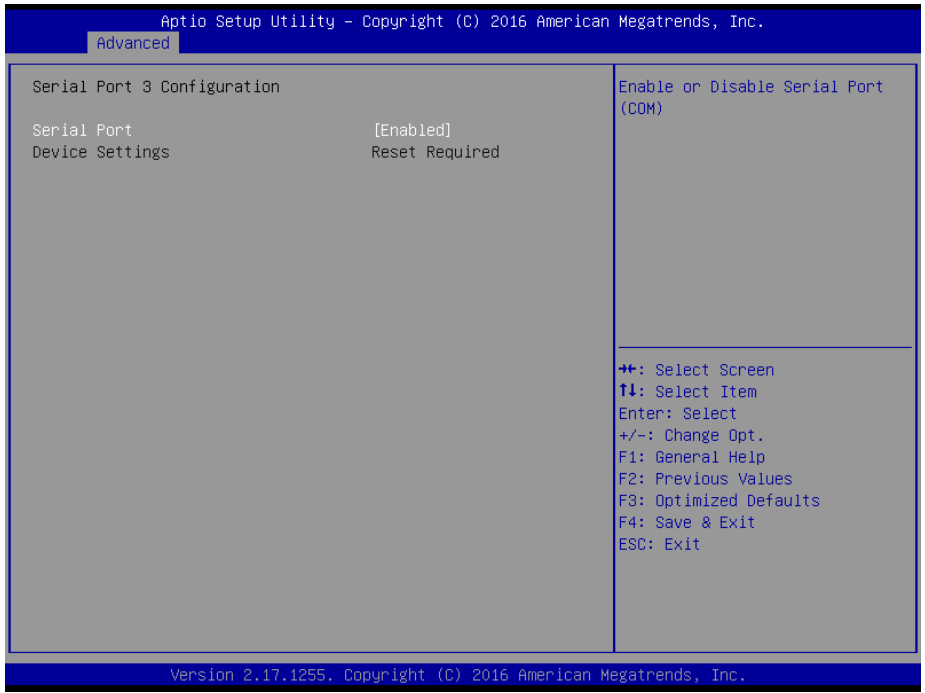 Aptio Setup Utility – Copyright (C) 2016 American Megatrends, Inc.
Advanced
Serial Port 3 Configuration
Serial Port [Enabled]
Device Settings Reset Required
Enable or Disable Serial Port
(COM)
→←: Select Screen
↑↓: Select Item
Enter: Select
+/-: Change Opt.
F1: General Help
F2: Previous Values
F3: Optimized Defaults
F4: Save & Exit
ESC: Exit
Version 2.17.1255. Copyright (C) 2016 American Megatrends, Inc.